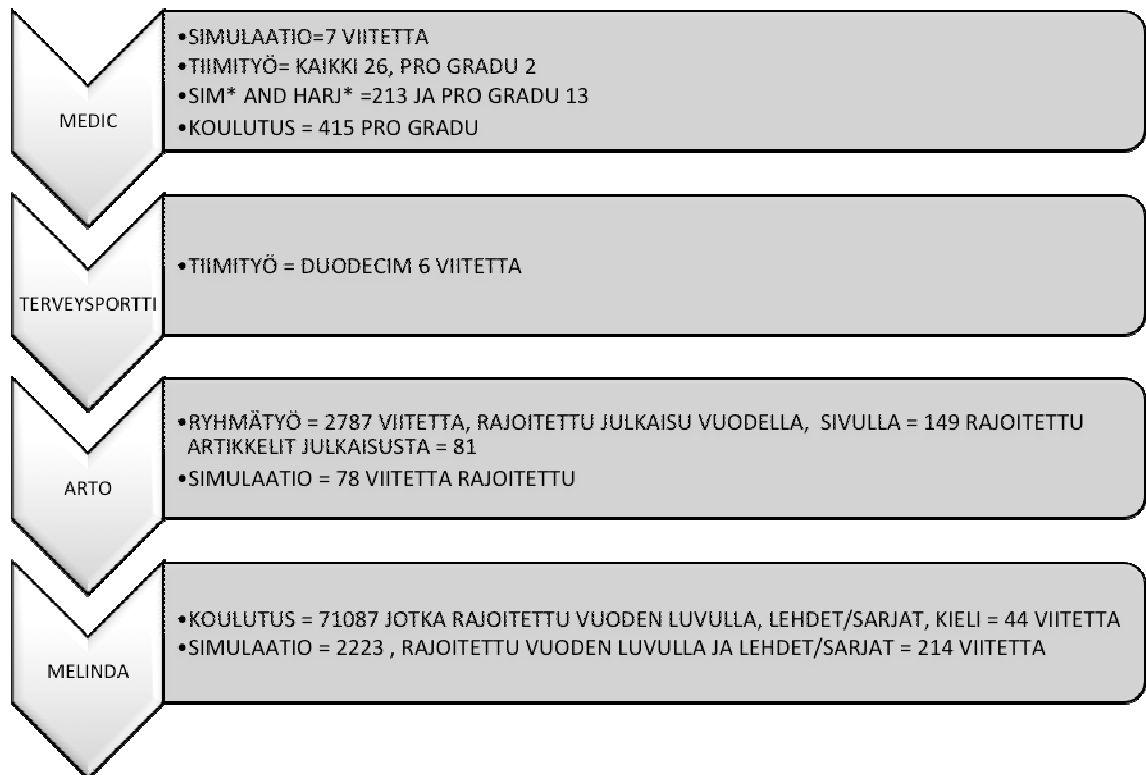 MEDIC
•SIMULAATIO=7 VIITETTA
•TIIMITYÖ= KAIKKI 26, PRO GRADU 2
•SIM* AND HARJ* =213 JA PRO GRADU 13
•KOULUTUS = 415 PRO GRADU
TERVEYSPORTTI
•TIIMITYÖ = DUODECIM 6 VIITETTA
ARTO
•RYHMÄTYÖ = 2787 VIITETTA, RAJOITETTU JULKAISU VUODELLA, SIVULLA = 149 RAJOITETTU
ARTIKKELIT JULKAISUSTA = 81
•SIMULAATIO = 78 VIITETTA RAJOITETTU
MELINDA
•KOULUTUS = 71087 JOTKA RAJOITETTU VUODEN LUVULLA, LEHDET/SARJAT, KIELI = 44 VIITETTA
•SIMULAATIO = 2223 , RAJOITETTU VUODEN LUVULLA JA LEHDET/SARJAT = 214 VIITETTA